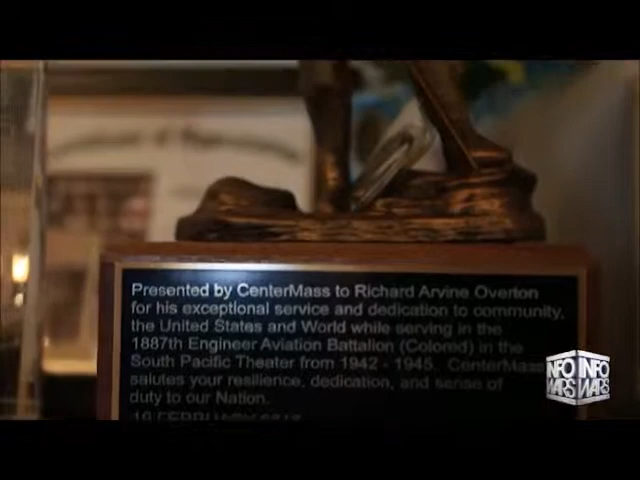 Presented by CenterMass to Richard Arvine Overton
for his exceptional service and dedication to community,
the United States and World while serving in the
1887th Engineer Aviation Battalion (Colored) in the
South Pacific Theater from 1942 - 1945. CenterMass
salutes your resilience, dedication, and sense of
duty to our Nation.
INFO WARS
INFO WARS